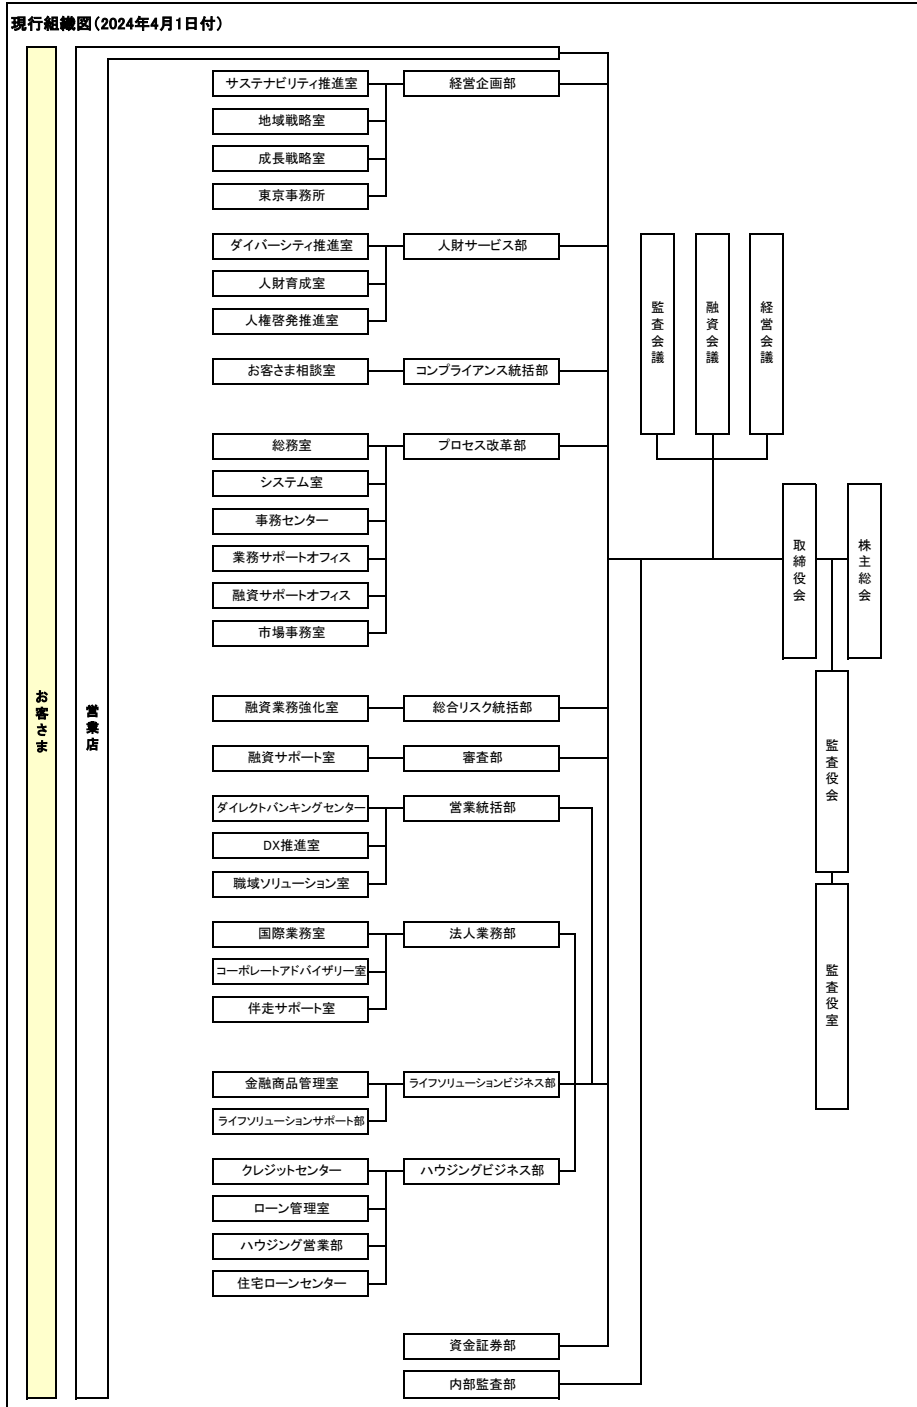 現行組織図(2024年4月1日付)
お客さま
営業店
サステナビリティ推進室
経営企画部
地域戦略室
成長戦略室
東京事務所
ダイバーシティ推進室
人財サービス部
人財育成室
人権啓発推進室
お客さま相談室
コンプライアンス統括部
総務室
プロセス改革部
システム室
事務センター
業務サポートオフィス
融資サポートオフィス
市場事務室
融資業務強化室
総合リスク統括部
融資サポート室
審査部
ダイレクトバンキングセンター
営業統括部
DX推進室
職域ソリューション室
国際業務室
法人業務部
コーポレートアドバイザリー室
伴走サポート室
金融商品管理室
ライフソリューションビジネス部
ライフソリューションサポート部
クレジットセンター
ハウジングビジネス部
ローン管理室
ハウジング営業部
住宅ローンセンター
資金証券部
内部監査部
監査会議
融資会議
経営会議
取締役会
株主総会
監査役会
監査役室